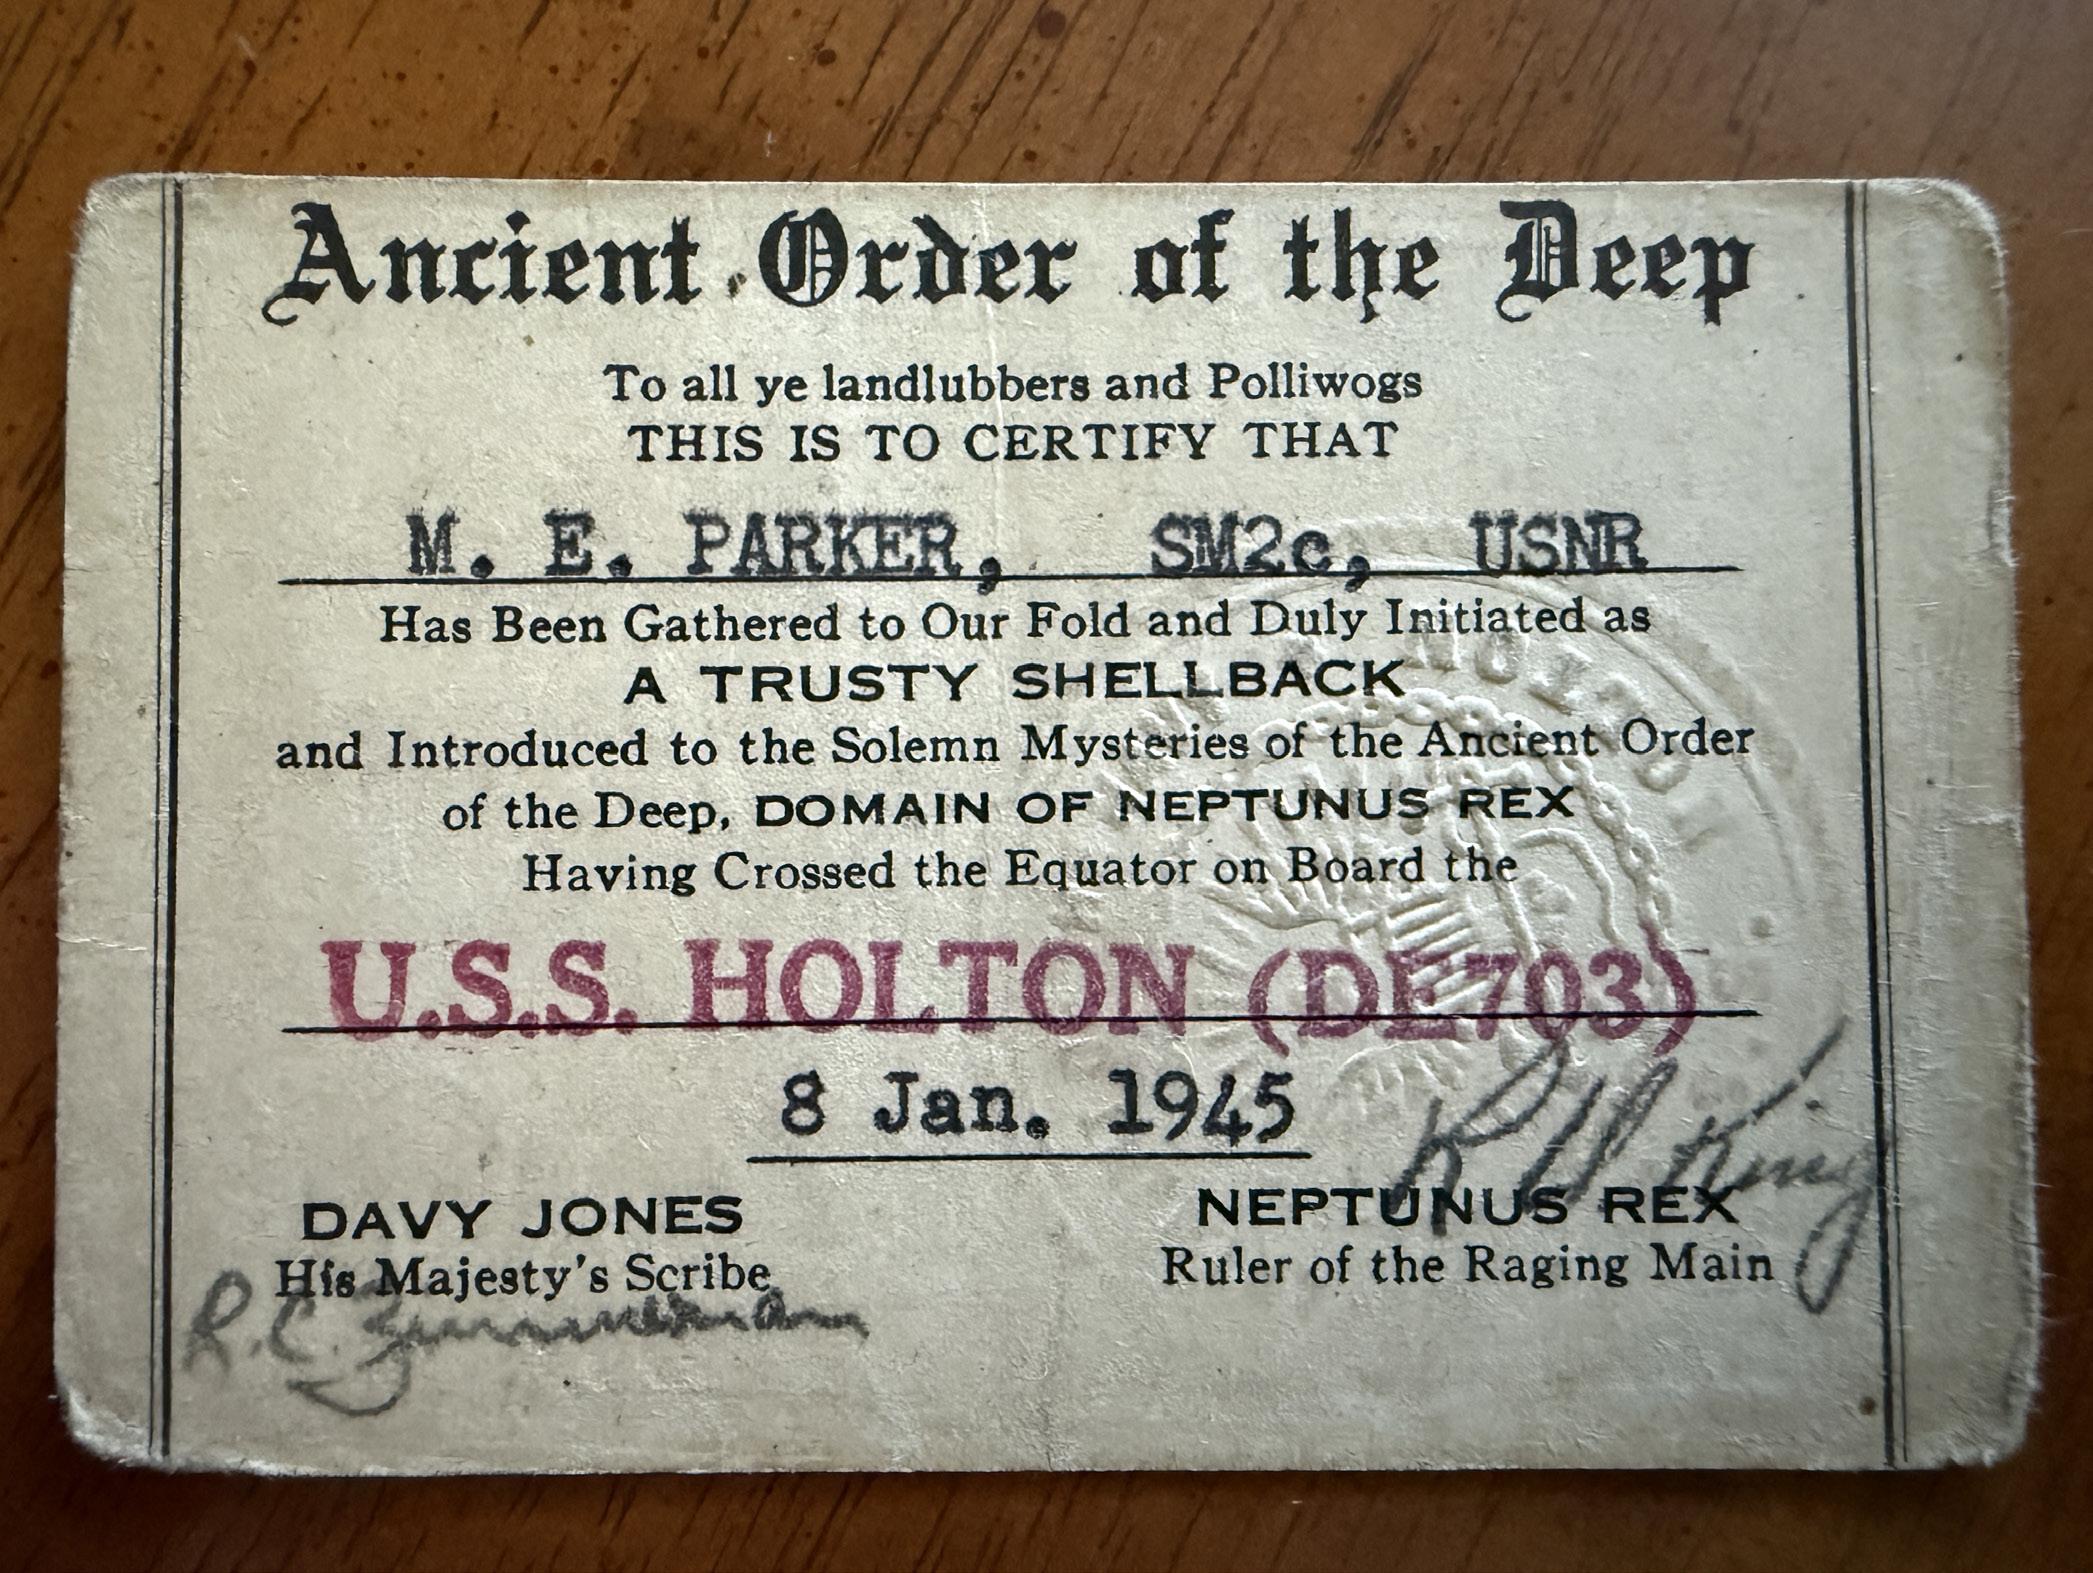 Ancient Order of the Deep
To all ye landlubbers and Polliwogs
THIS IS TO CERTIFY THAT
M. E. PARKER, SM2c, USNR
Has Been Gathered to Our Fold and Duly Initiated as
A TRUSTY SHELLBACK
and Introduced to the Solemn Mysteries of the Ancient Order
of the Deep, DOMAIN OF NEPTUNUS REX
Having Crossed the Equator on Board the
U.S.S. HOLTON (DE703)
8 Jan. 1945
DAVY JONES
His Majesty's Scribe
R.C. Zimmerman
R W King
NEPTUNUS REX
Ruler of the Raging Main